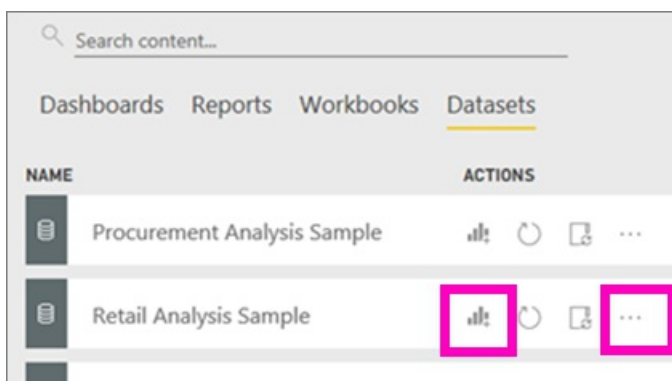 Search content...
Dashboards Reports Workbooks Datasets
NAME ACTIONS
Procurement Analysis Sample
Retail Analysis Sample